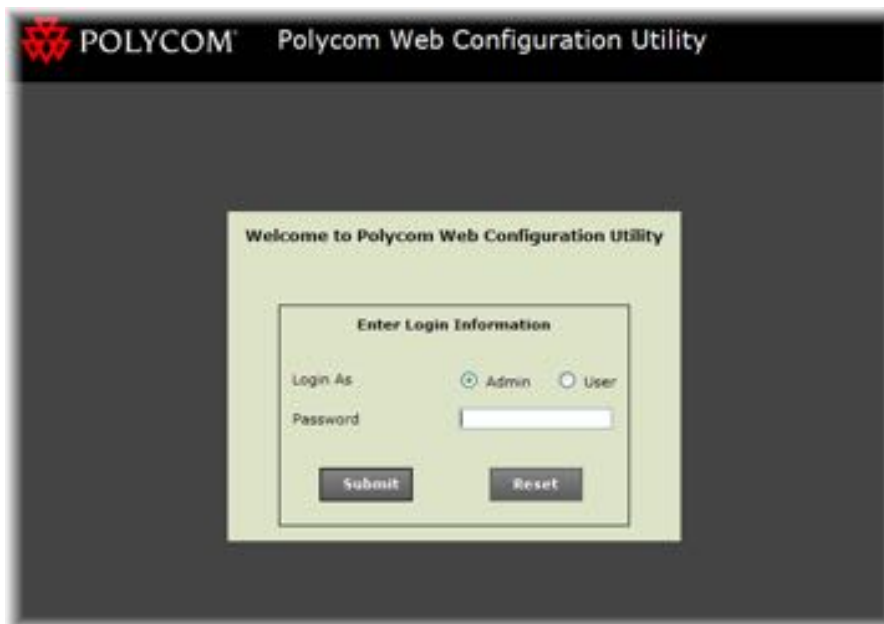 POLYCOM Polycom Web Configuration Utility
Welcome to Polycom Web Configuration Utility
Enter Login Information
Login As Admin User
Password
Submit Reset